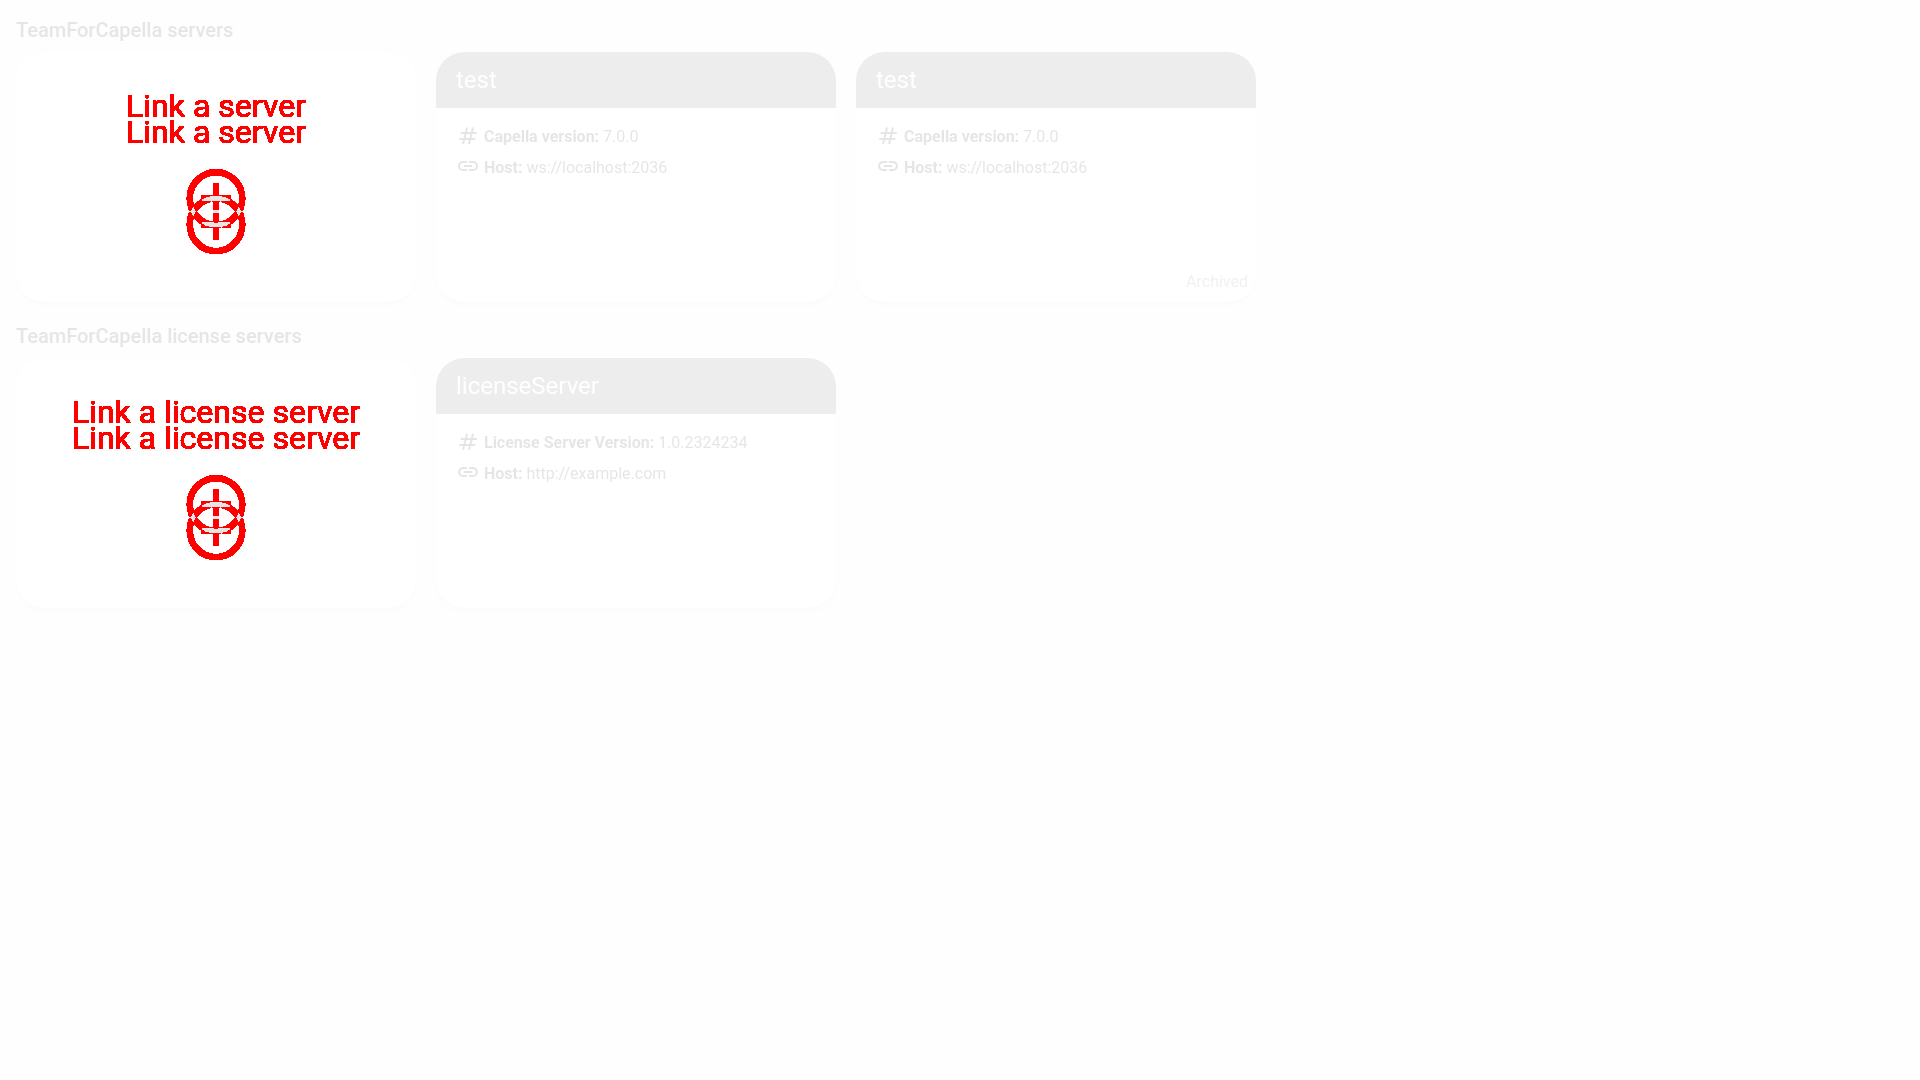 TeamForCapella servers
Link a server
Link a server
test
Capella version: 7.0.0
Host: ws://localhost:2036
test
Capella version: 7.0.0
Host: ws://localhost:2036
Archived
TeamForCapella license servers
Link a license server
Link a license server
licenseServer
License Server Version: 1.0.2324234
Host: http://example.com